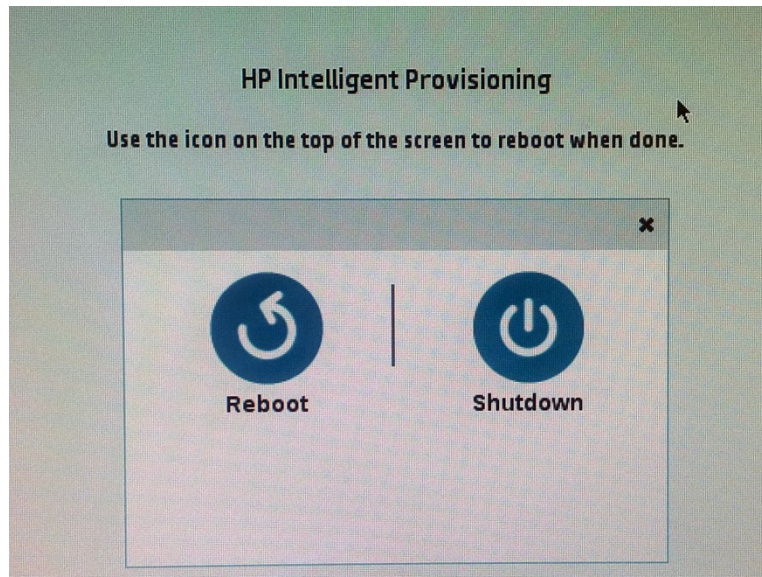 HP Intelligent Provisioning
Use the icon on the top of the screen to reboot when done.
Reboot
Shutdown